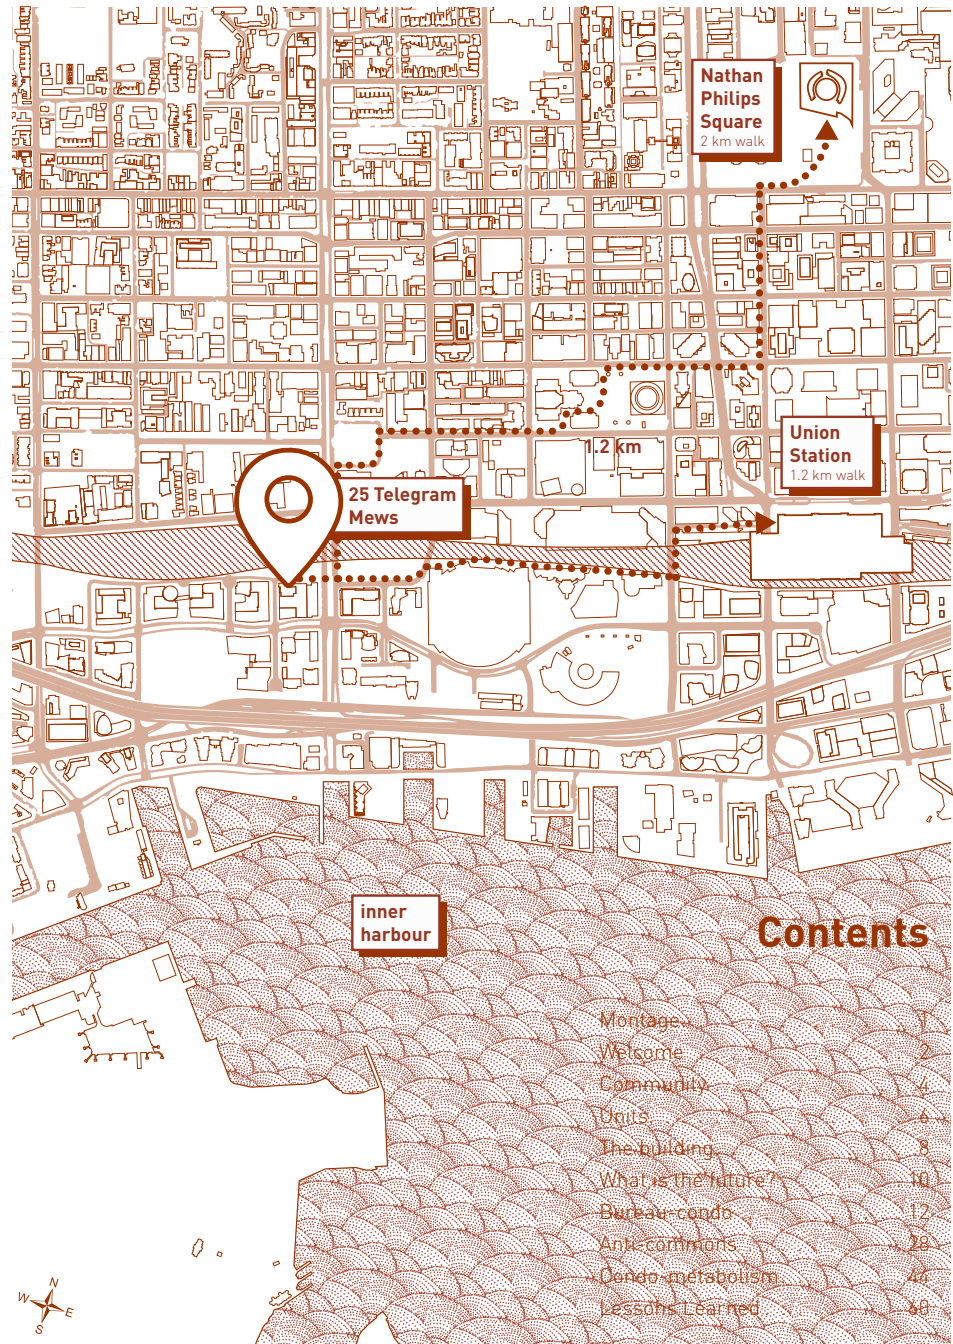 Nathan
Philips
Square
2 km walk
1.2 km
Union
Station
1.2 km walk
25 Telegram
Mews
inner
harbour
Contents
Montage 1
Welcome 2
Community 4
Units 6
The building 8
What is the future? 10
Bureau-condo 12
Anti-commons 28
Condo-metabolism 44
Lessons Learned 60
N
W
E
S